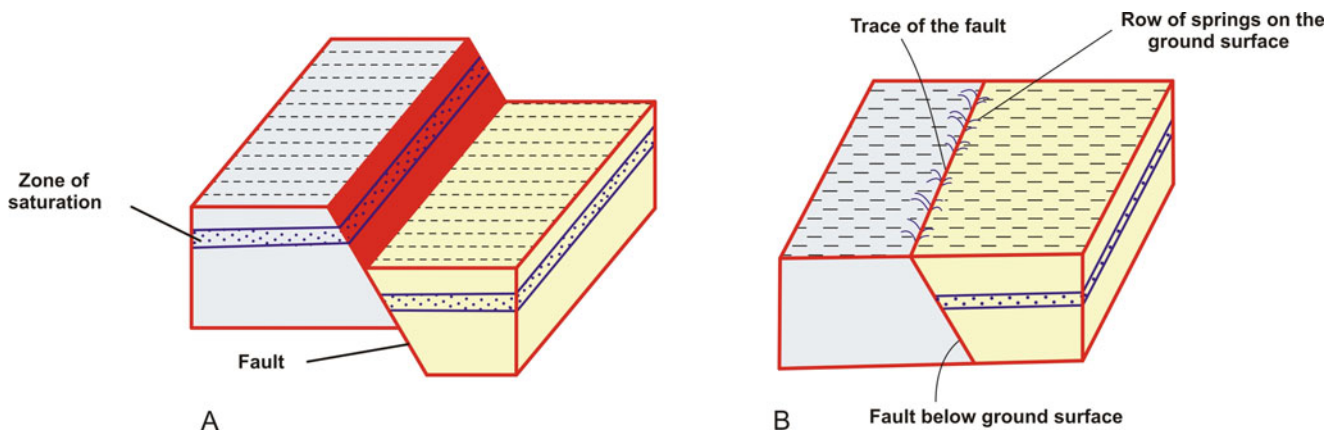 Zone of
saturation
Fault
A
Trace of the fault
Row of springs on the
ground surface
Fault below ground surface
B